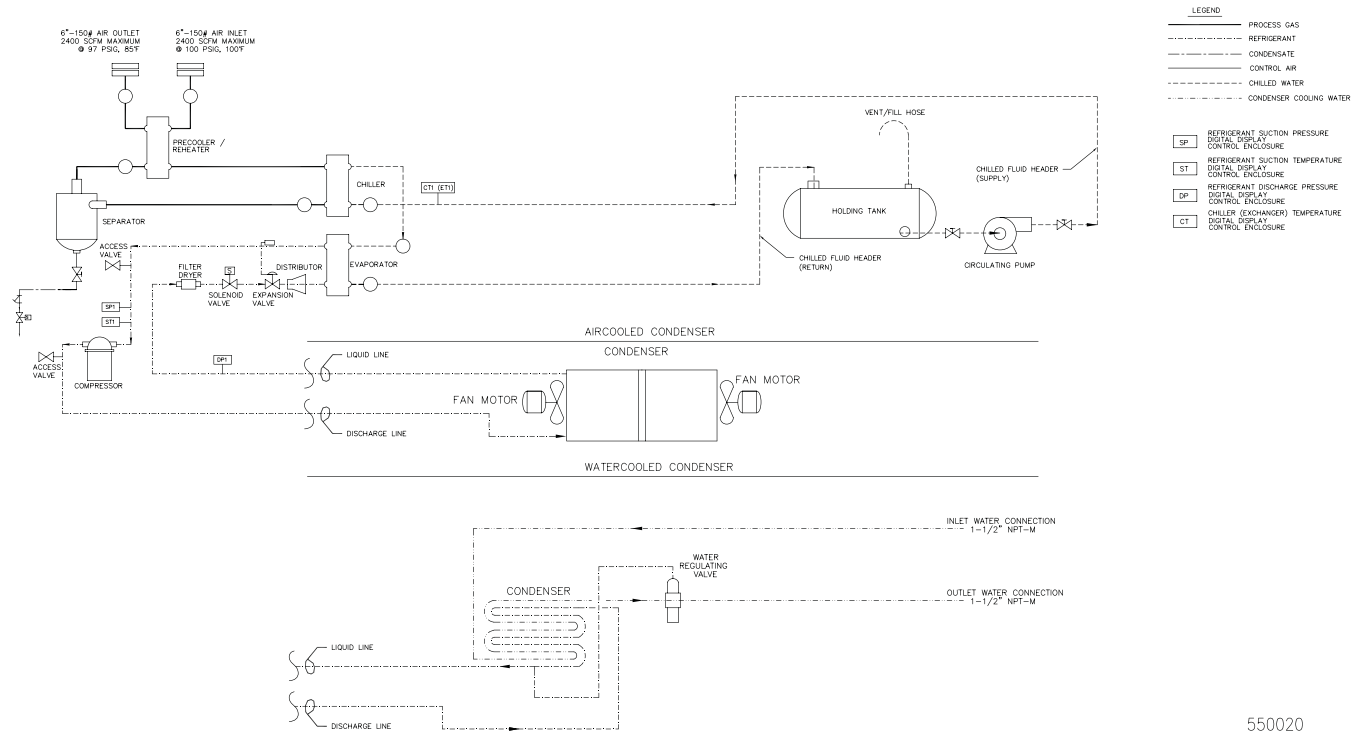 LEGEND
PROCESS GAS
REFRIGERANT
CONDENSATE
CONTROL AIR
CHILLED WATER
CONDENSER COOLING WATER
SP
REFRIGERANT SUCTION PRESSURE
DIGITAL DISPLAY
CONTROL ENCLOSURE
ST
REFRIGERANT SUCTION TEMPERATURE
DIGITAL DISPLAY
CONTROL ENCLOSURE
DP
REFRIGERANT DISCHARGE PRESSURE
DIGITAL DISPLAY
CONTROL ENCLOSURE
CT
CHILLER (EXCHANGER) TEMPERATURE
DIGITAL DISPLAY
CONTROL ENCLOSURE
6"-150# AIR OUTLET
2400 SCFM MAXIMUM
@ 97 PSIG, 85°F
6"-150# AIR INLET
2400 SCFM MAXIMUM
@ 100 PSIG, 100°F
PRECOOLER /
REHEATER
CHILLER
CT1 (ET1)
VENT/FILL HOSE
CHILLED FLUID HEADER
(SUPPLY)
HOLDING TANK
CIRCULATING PUMP
CHILLED FLUID HEADER
(RETURN)
SEPARATOR
ACCESS
VALVE
FILTER
DRYER
S
SOLENOID
VALVE
EXPANSION
VALVE
DISTRIBUTOR
EVAPORATOR
SP1
ST1
ACCESS
VALVE
COMPRESSOR
DP1
AIRCOOLED CONDENSER
CONDENSER
LIQUID LINE
FAN MOTOR
FAN MOTOR
DISCHARGE LINE
WATERCOOLED CONDENSER
INLET WATER CONNECTION
1-1/2" NPT-M
WATER
REGULATING
VALVE
CONDENSER
OUTLET WATER CONNECTION
1-1/2" NPT-M
LIQUID LINE
DISCHARGE LINE
550020